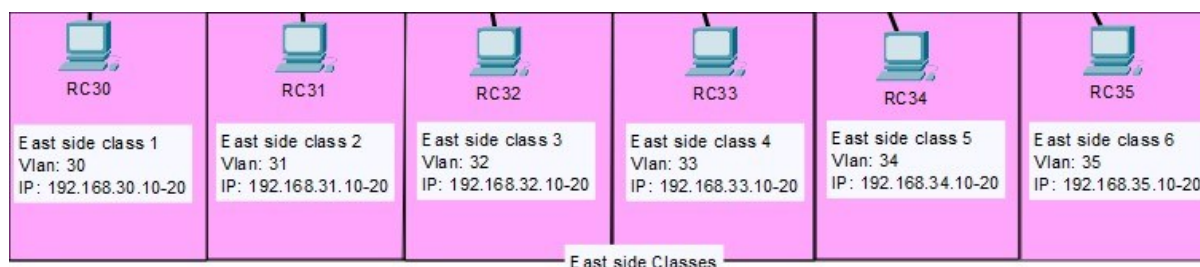 RC30
RC31
RC32
RC33
RC34
RC35
East side class 1
Vlan: 30
IP: 192.168.30.10-20
East side class 2
Vlan: 31
IP: 192.168.31.10-20
East side class 3
Vlan: 32
IP: 192.168.32.10-20
East side class 4
Vlan: 33
IP: 192.168.33.10-20
East side class 5
Vlan: 34
IP: 192.168.34.10-20
East side class 6
Vlan: 35
IP: 192.168.35.10-20
East side Classes